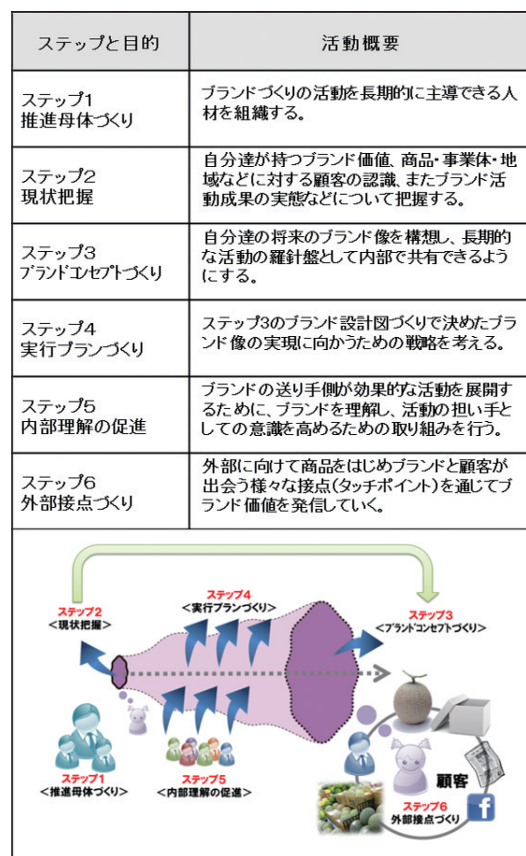 ステップと目的
活動概要
ステップ1
推進母体づくり
ブランドづくりの活動を長期的に主導できる人
材を組織する。
ステップ2
現状把握
自分達が持つブランド価値、商品・事業体・地
域などに対する顧客の認識、またブランド活
動成果の実態などについて把握する。
ステップ3
ブランドコンセプトづくり
自分達の将来のブランド像を構想し、長期的
な活動の羅針盤として内部で共有できるよう
にする。
ステップ4
実行プランづくり
ステップ3のブランド設計図づくりで決めたブ
ランド像の実現に向かうための戦略を考える。
ステップ5
内部理解の促進
ブランドの送り手側が効果的な活動を展開
するために、ブランドを理解し、活動の担い手と
しての意識を高めるための取り組みを行う。
ステップ6
外部接点づくり
外部に向けて商品をはじめブランドと顧客が
出会う様々な接点(タッチポイント)を通じてブ
ランド価値を発信していく。
ステップ2
<現状把握>
ステップ4
<実行プランづくり>
ステップ3
<ブランドコンセプトづくり>
ステップ1
<推進母体づくり>
ステップ5
<内部理解の促進>
顧客
ステップ6
外部接点づくり
f